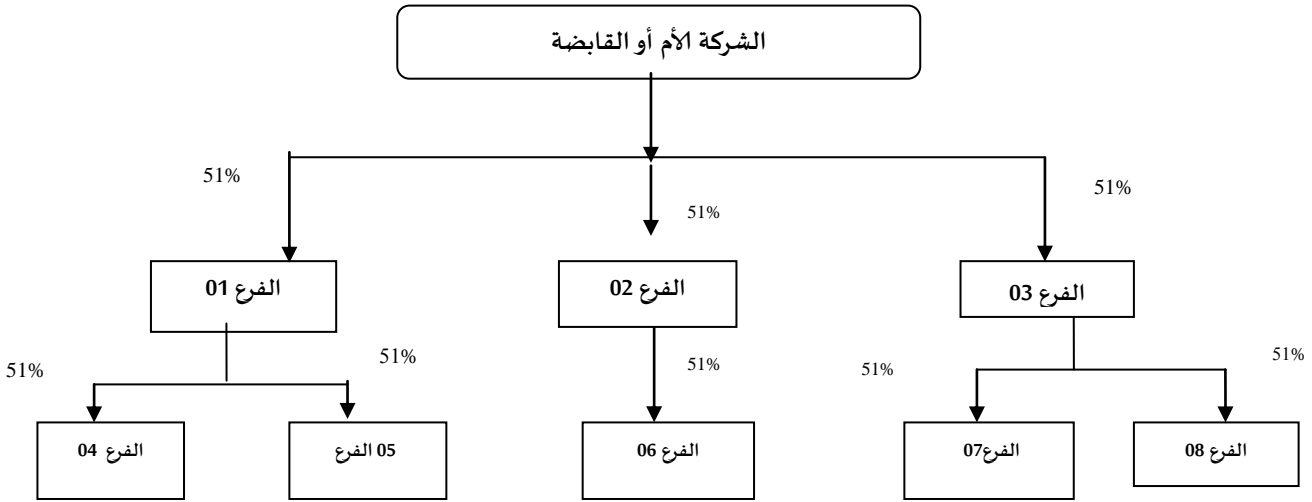 الشركة الأم أو القابضة
51%
51%
51%
الفرع 01
الفرع 02
الفرع 03
51%
51%
51%
51%
51%
الفرع 04
05 الفرع
الفرع 06
الفرع07
الفرع 08